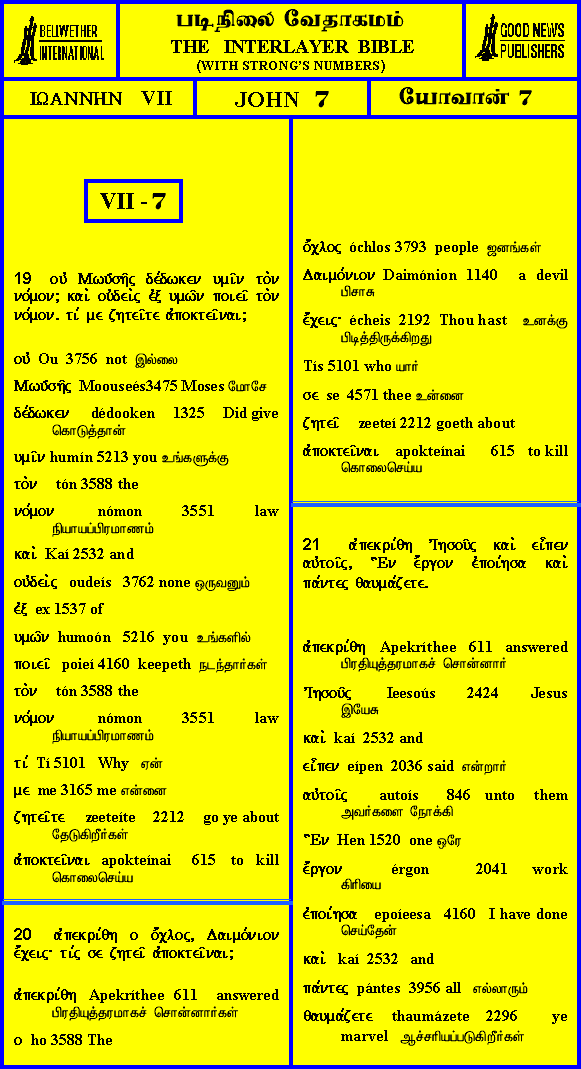 BELLWETHER
INTERNATIONAL
படிநிலை வேதாகமம்
THE INTERLAYER BIBLE
(WITH STRONG'S NUMBERS)
GOOD NEWS
PUBLISHERS
ΙΩΑΝΝΗΝ VII
JOHN 7
யோவான் 7
VII - 7
19 οὐ Μωσῆς δέδωκεν υμῖν τὸν
νόμον; καὶ οὐδεὶς ἐξ υμῶν ποιεῖ τὸν
νόμον. τί με ζητεῖτε ἀποκτεῖναι;
οὐ Ou 3756 not இல்லை
Moouseés3475 Moses மோசே
δέδωκεν dédooken 1325 Did give
கொடுத்தான்
υμῖν humín 5213 you உங்களுக்கு
τὸν tón 3588 the
νόμον nómon 3551 law
நியாயப்பிரமாணம்
καὶ Kaí 2532 and
οὐδεὶς oudeís 3762 none ஒருவனும்
ἐξ ex 1537 of
υμῶν humoón 5216 you உங்களில்
ποιεῖ poieí 4160 keepeth நடந்தார்கள்
τὸν tón 3588 the
νόμον nómon 3551 law
நியாயப்பிரமாணம்
τί Tí 5101 Why ஏன்
με me 3165 me என்னை
ζητεῖτε zeeteíte 2212 go ye about
தேடுகிறீர்கள்
ἀποκτεῖναι apokteínai 615 to kill
கொலைசெய்ய
20 ἀπεκρίθη ο ὄχλος, Δαιμόνιον
ἔχεις· τίς σε ζητεῖ ἀποκτεῖναι;
ἀπεκρίθη Apekríthee 611 answered
பிரதியுத்தரமாகச் சொன்னார்கள்
ο ho 3588 The
ὄχλος óchlos 3793 people ஜனங்கள்
Δαιμόνιον Daimónion 1140 a devil
பிசாசு
ἔχεις· écheis 2192 Thou hast உனக்கு
பிடித்திருக்கிறது
Tís 5101 who யார்
σε se 4571 thee உன்னை
ζητεῖ zeeteí 2212 goeth about
ἀποκτεῖναι apokteínai 615 to kill
கொலைசெய்ய
21 ἀπεκρίθη Ἰησοῦς καὶ εἶπεν
αὐτοῖς, Ἓν ἔργον ἐποίησα καὶ
πάντες θαυμάζετε.
ἀπεκρίθη Apekríthee 611 answered
பிரதியுத்தரமாகச் சொன்னார்
Ἰησοῦς Ieesoús 2424 Jesus
இயேசு
καὶ kaí 2532 and
εἶπεν eípen 2036 said என்றார்
αὐτοῖς autoís 846 unto them
அவர்களை நோக்கி
Ἓν Hen 1520 one ஒரே
ἔργον érgon 2041 work
கிரியை
ἐποίησα epoíeesa 4160 I have done
செய்தேன்
καὶ kaí 2532 and
πάντες pántes 3956 all எல்லாரும்
θαυμάζετε thaumázete 2296 ye
marvel ஆச்சரியப்படுகிறீர்கள்